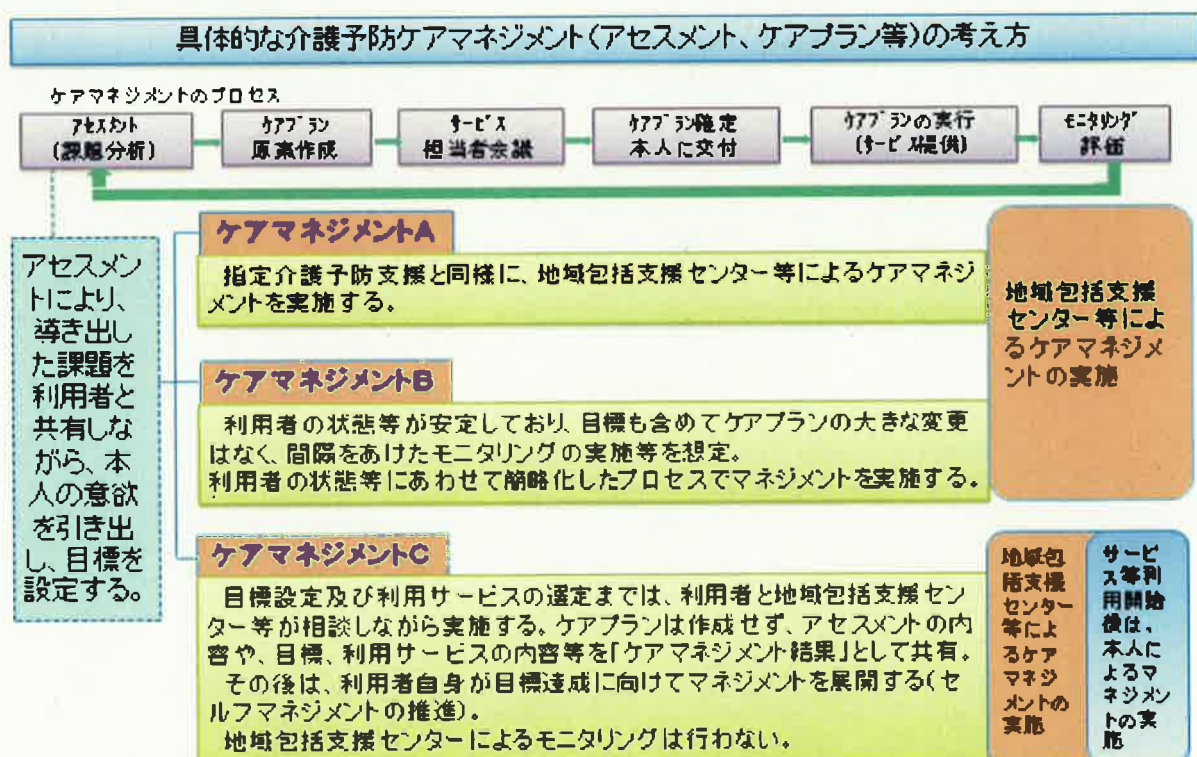 具体的な介護予防ケアマネジメント(アセスメント、ケアプラン等)の考え方
ケアマネジメントのプロセス
アセスメント
(課題分析)
ケアプラン
原案作成
サービス
担当者会議
ケアプラン確定
本人に交付
ケアプランの実行
(サービス提供)
モニタリング
評価
アセスメン
トにより、
導き出し
た課題を
利用者と
共有しな
がら、本
人の意欲
を引き出
し、目標を
設定する。
ケアマネジメントA
指定介護予防支援と同様に、地域包括支援センター等によるケアマネジ
メントを実施する。
ケアマネジメントB
利用者の状態等が安定しており、目標も含めてケアプランの大きな変更
はなく、間隔をあけたモニタリングの実施等を想定。
利用者の状態等にあわせて簡略化したプロセスでマネジメントを実施する。
地域包括支援
センター等によ
るケアマネジメ
ントの実施
ケアマネジメントC
目標設定及び利用サービスの選定までは、利用者と地域包括支援セン
ター等が相談しながら実施する。ケアプランは作成せず、アセスメントの内
容や、目標、利用サービスの内容等を「ケアマネジメント結果」として共有。
その後は、利用者自身が目標達成に向けてマネジメントを展開する(セ
ルフマネジメントの推進)。
地域包括支援センターによるモニタリングは行わない。
地域包
括支援
センター
等によ
るケア
マネジ
メントの
実施
サービ
ス等利
用開始
後は、
本人に
よるマ
ネジメン
トの実
施